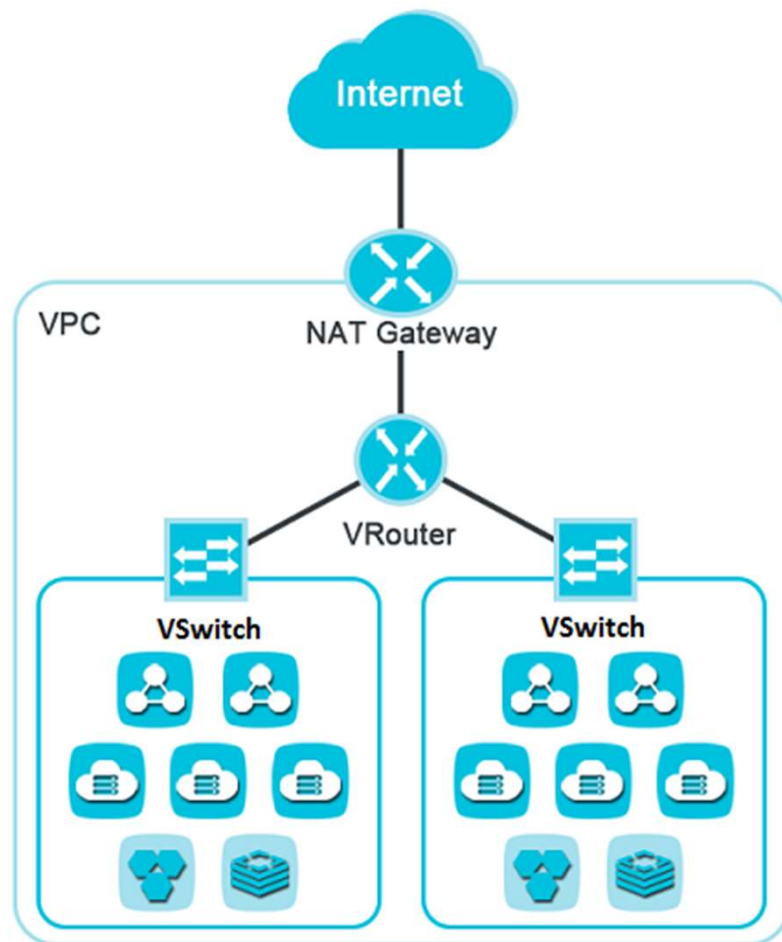 Internet
VPC
NAT Gateway
VRouter
VSwitch
VSwitch